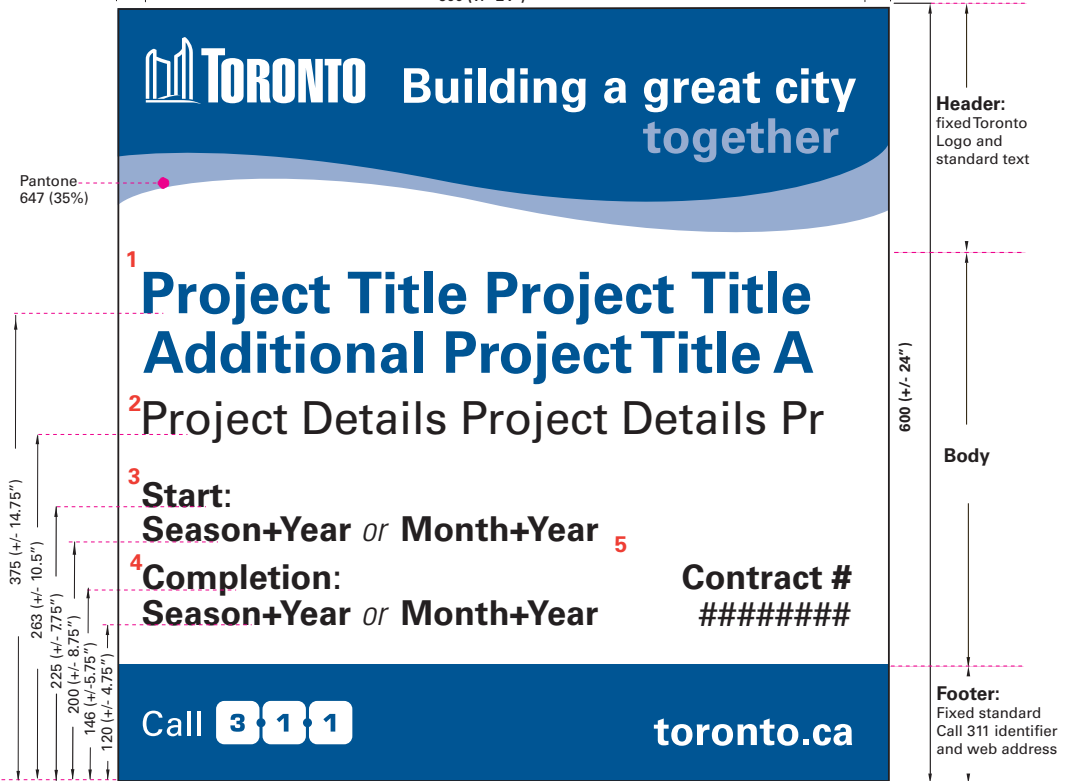 TORONTO
Building a great city
together
Header:
fixed Toronto
Logo and
standard text
Pantone
647 (35%)
1
Project Title Project Title
Additional Project Title A
2
Project Details Project Details Pr
3
Start:
Season+Year or Month+Year
5
4
Completion:
Contract #
Season+Year or Month+Year
########
375 (+/- 14.75")
263 (+/- 10.5")
225 (+/- 7.75")
200 (+/- 8.75")
146 (+/-5.75")
120 (+/- 4.75")
600 (+/- 24")
Body
Call 3 1 1
toronto.ca
Footer:
Fixed standard
Call 311 identifier
and web address